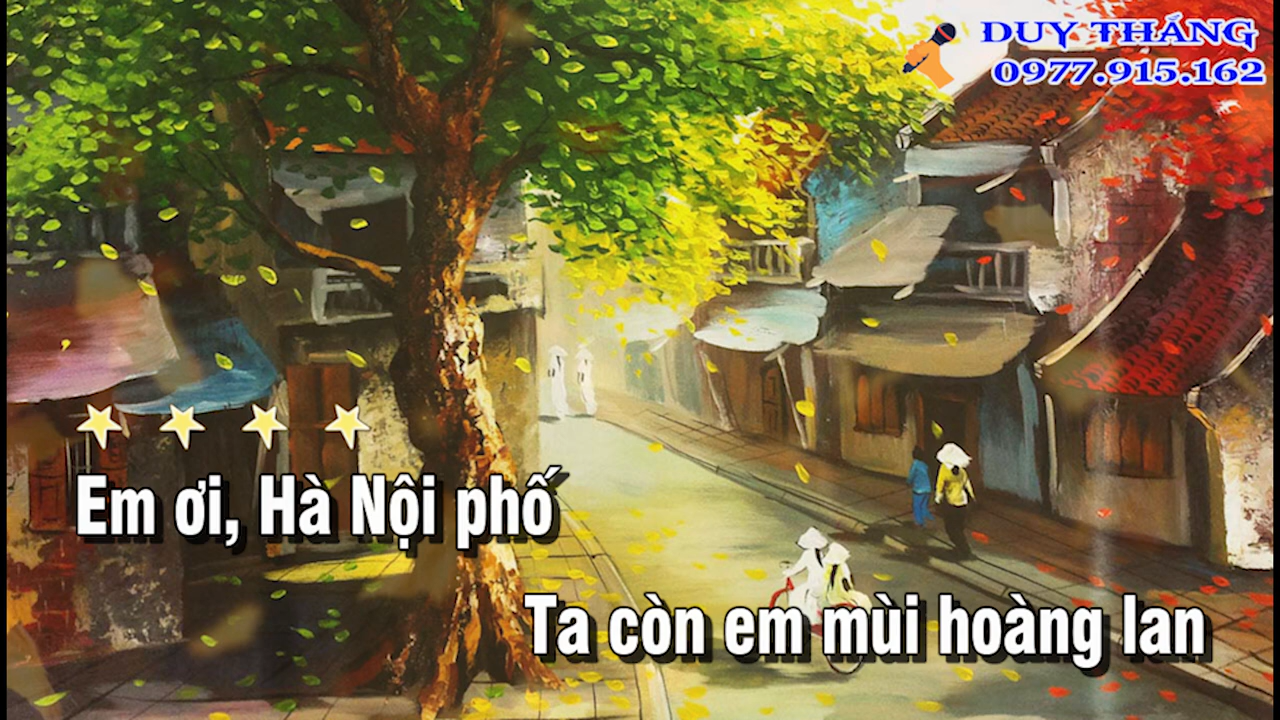 DUY THẮNG
0977.915.162
Em ơi, Hà Nội phố
Ta còn em mùi hoàng lan